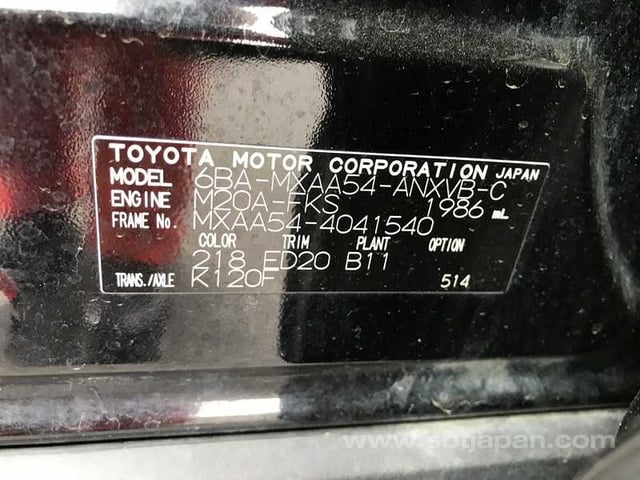 TOYOTA MOTOR CORPORATION JAPAN
MODEL 6BA-MXAA54-ANXVB-C
ENGINE M20A-FKS 1986 mL
FRAME No. MXAA54-4041540
COLOR TRIM PLANT OPTION
218 ED20 B11
TRANS./AXLE K120F 514
www.sbtjapan.com